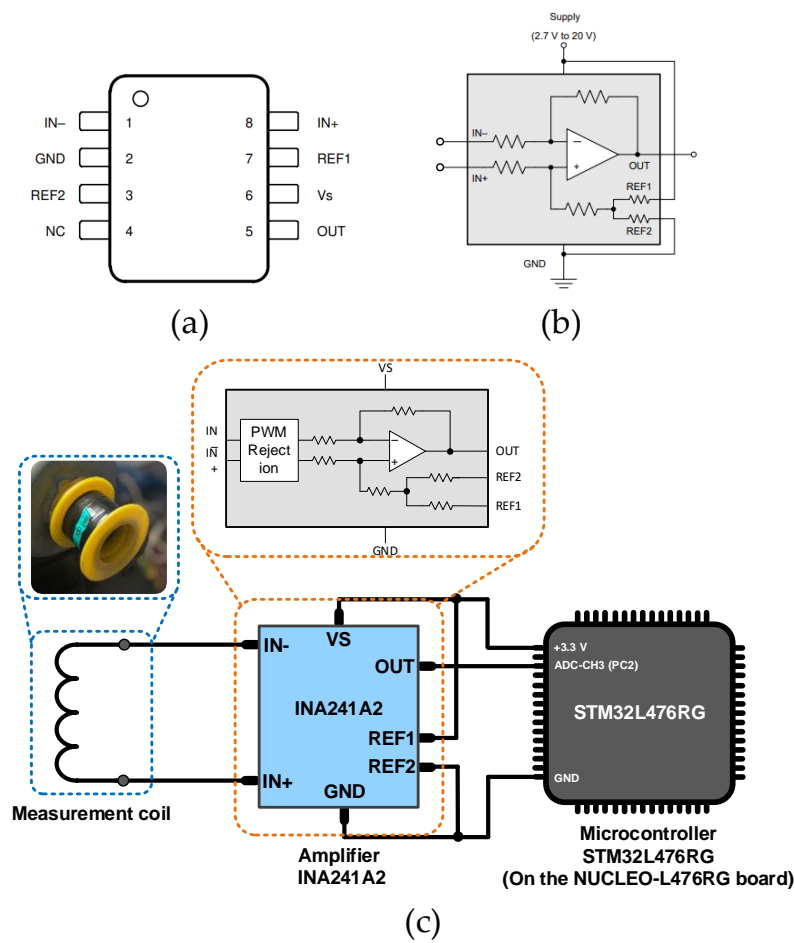 IN– 1 8 IN+
GND 2 7 REF1
REF2 3 6 Vs
NC 4 5 OUT
(a)
Supply
(2.7 V to 20 V)
IN–
IN+
OUT
REF1
REF2
GND
(b)
VS
IN
IN
+
PWM
Reject
ion
OUT
REF2
REF1
GND
VS
IN-
OUT
INA241A2
REF1
REF2
IN+
GND
+3.3 V
ADC-CH3 (PC2)
STM32L476RG
GND
Measurement coil
Amplifier
INA241A2
Microcontroller
STM32L476RG
(On the NUCLEO-L476RG board)
(c)